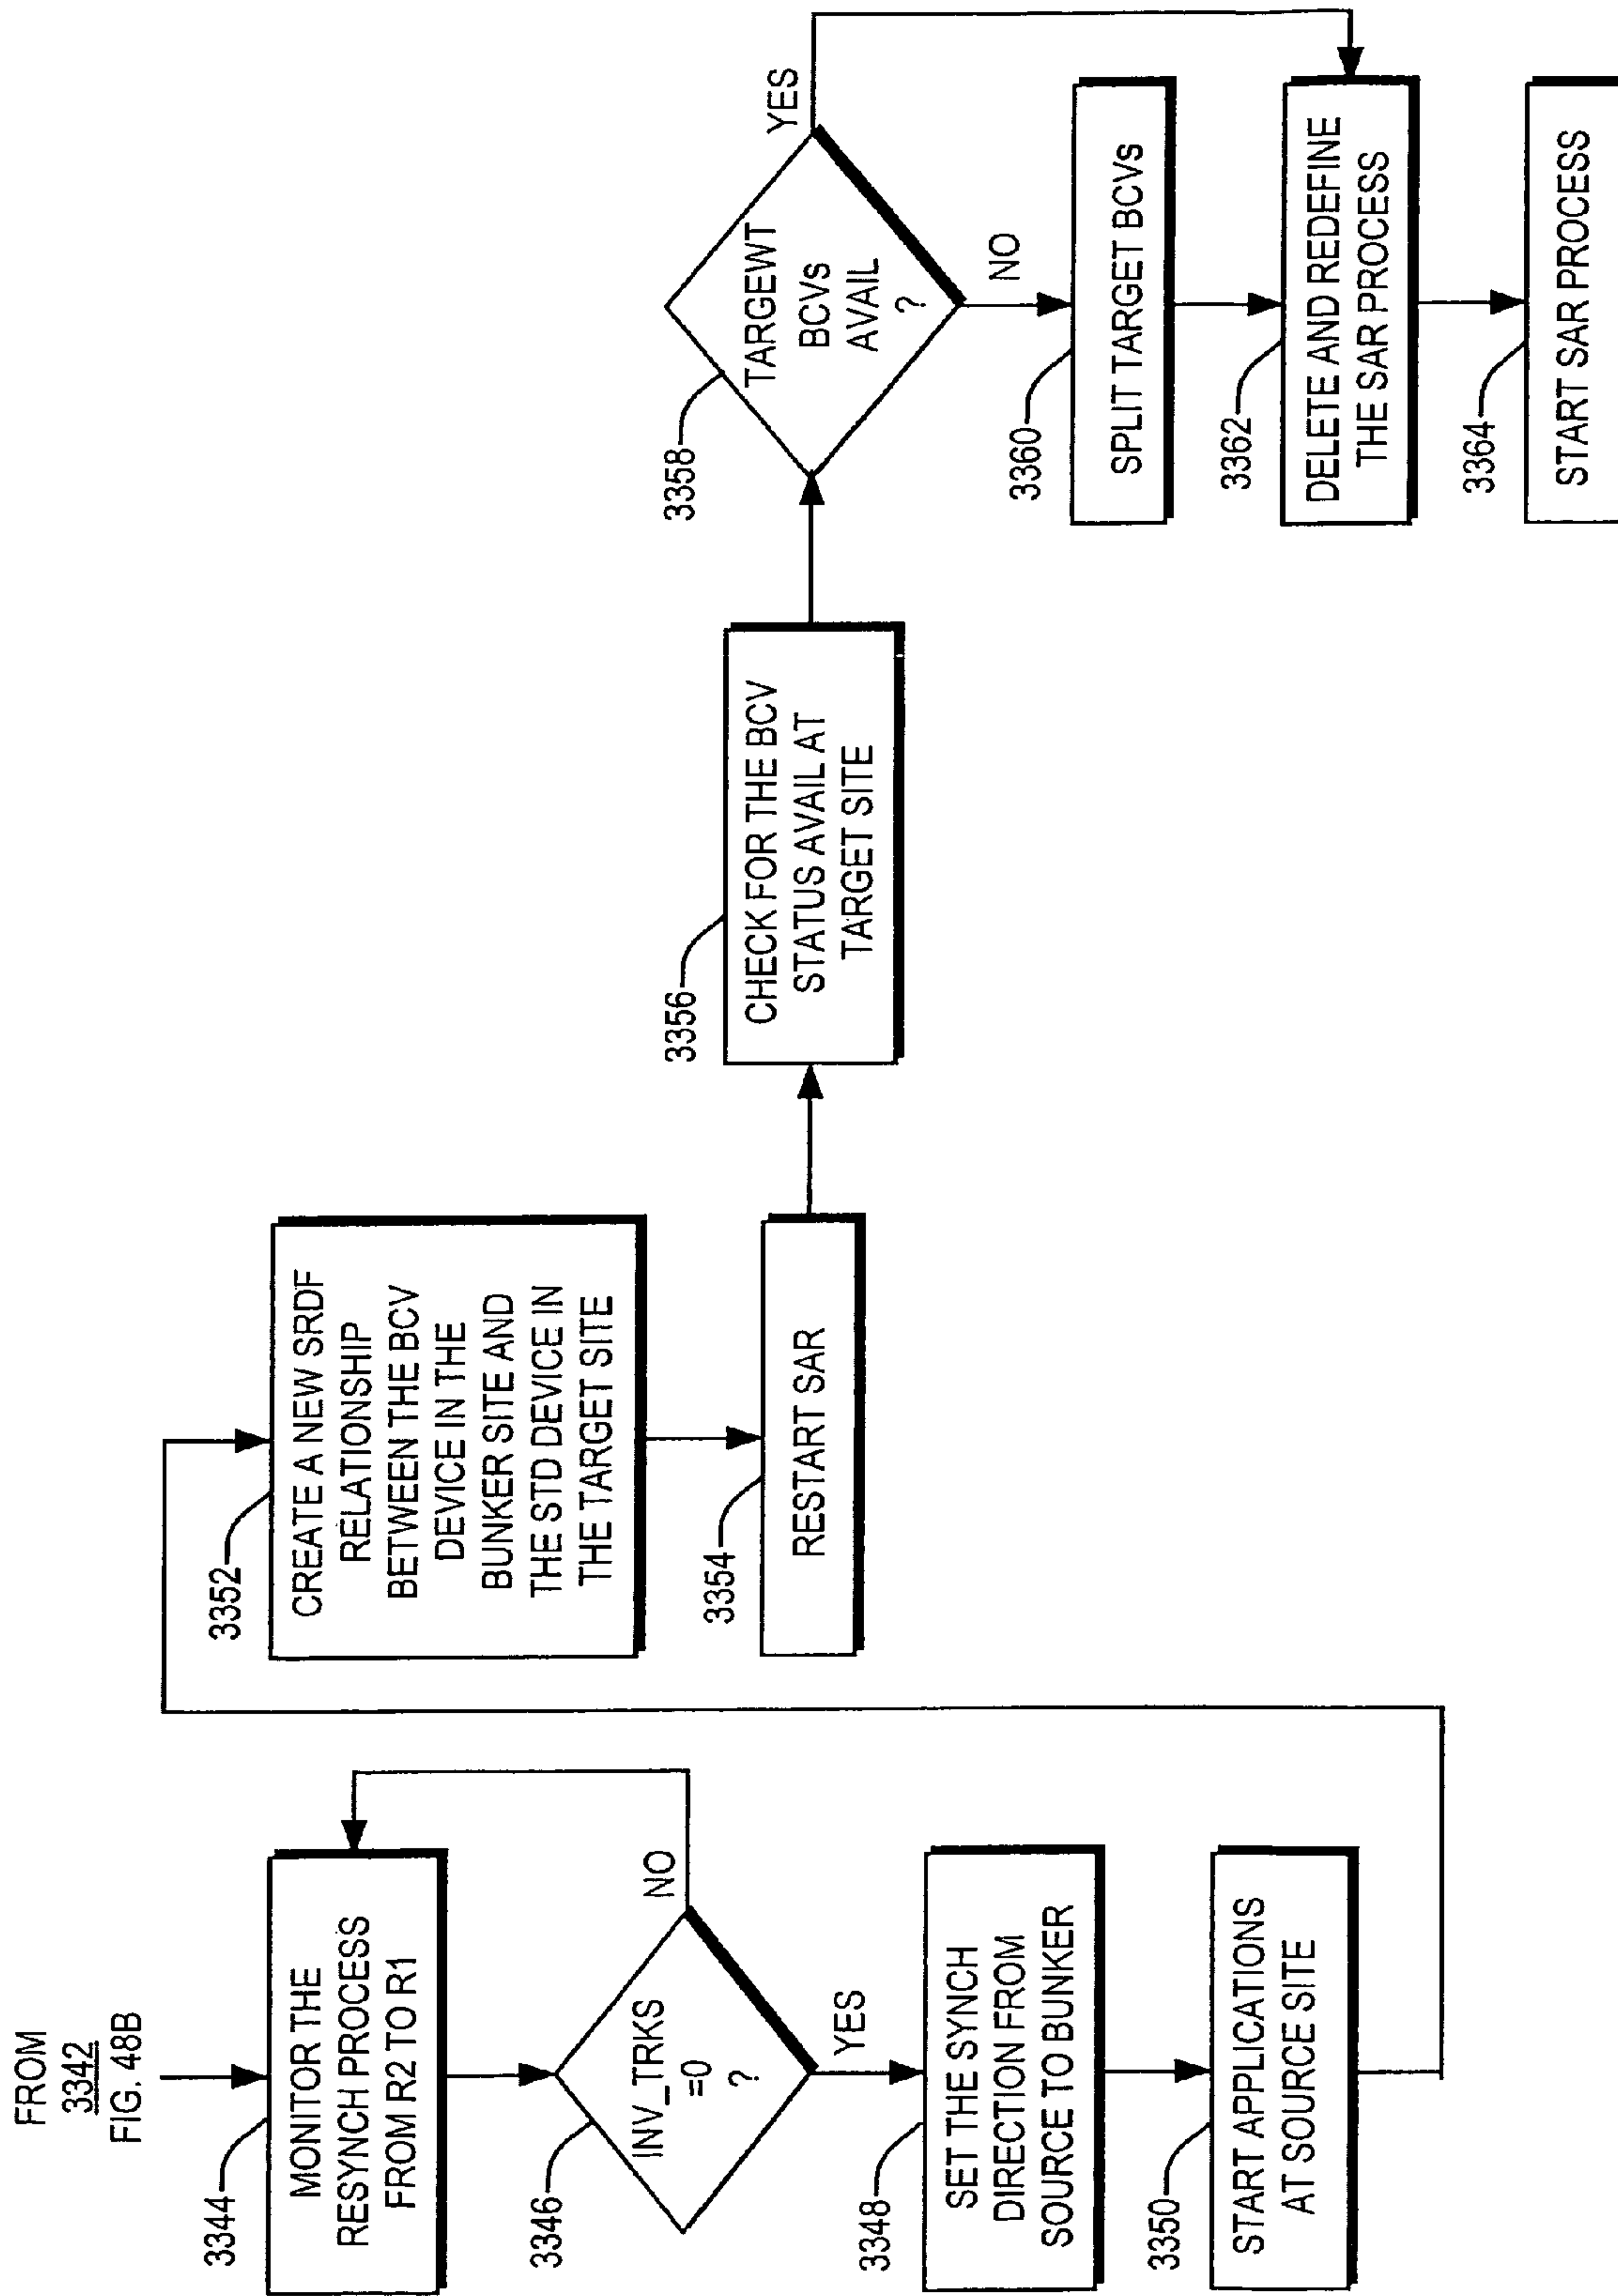 FROM
3342
FIG. 48B
3344
MONITOR THE
RESYNCH PROCESS
FROM R2 TO R1
3346
INV_TRKS
=0
?
NO
YES
3348
SET THE SYNCH
DIRECTION FROM
SOURCE TO BUNKER
3350
START APPLICATIONS
AT SOURCE SITE
3352
CREATE A NEW SRDF
RELATIONSHIP
BETWEEN THE BCV
DEVICE IN THE
BUNKER SITE AND
THE STD DEVICE IN
THE TARGET SITE
3354
RESTART SAR
3356
CHECK FOR THE BCV
STATUS AVAIL AT
TARGET SITE
3358
TARGEWT
BCVs
AVAIL
?
YES
NO
3360
SPLIT TARGET BCVs
3362
DELETE AND REDEFINE
THE SAR PROCESS
3364
START SAR PROCESS